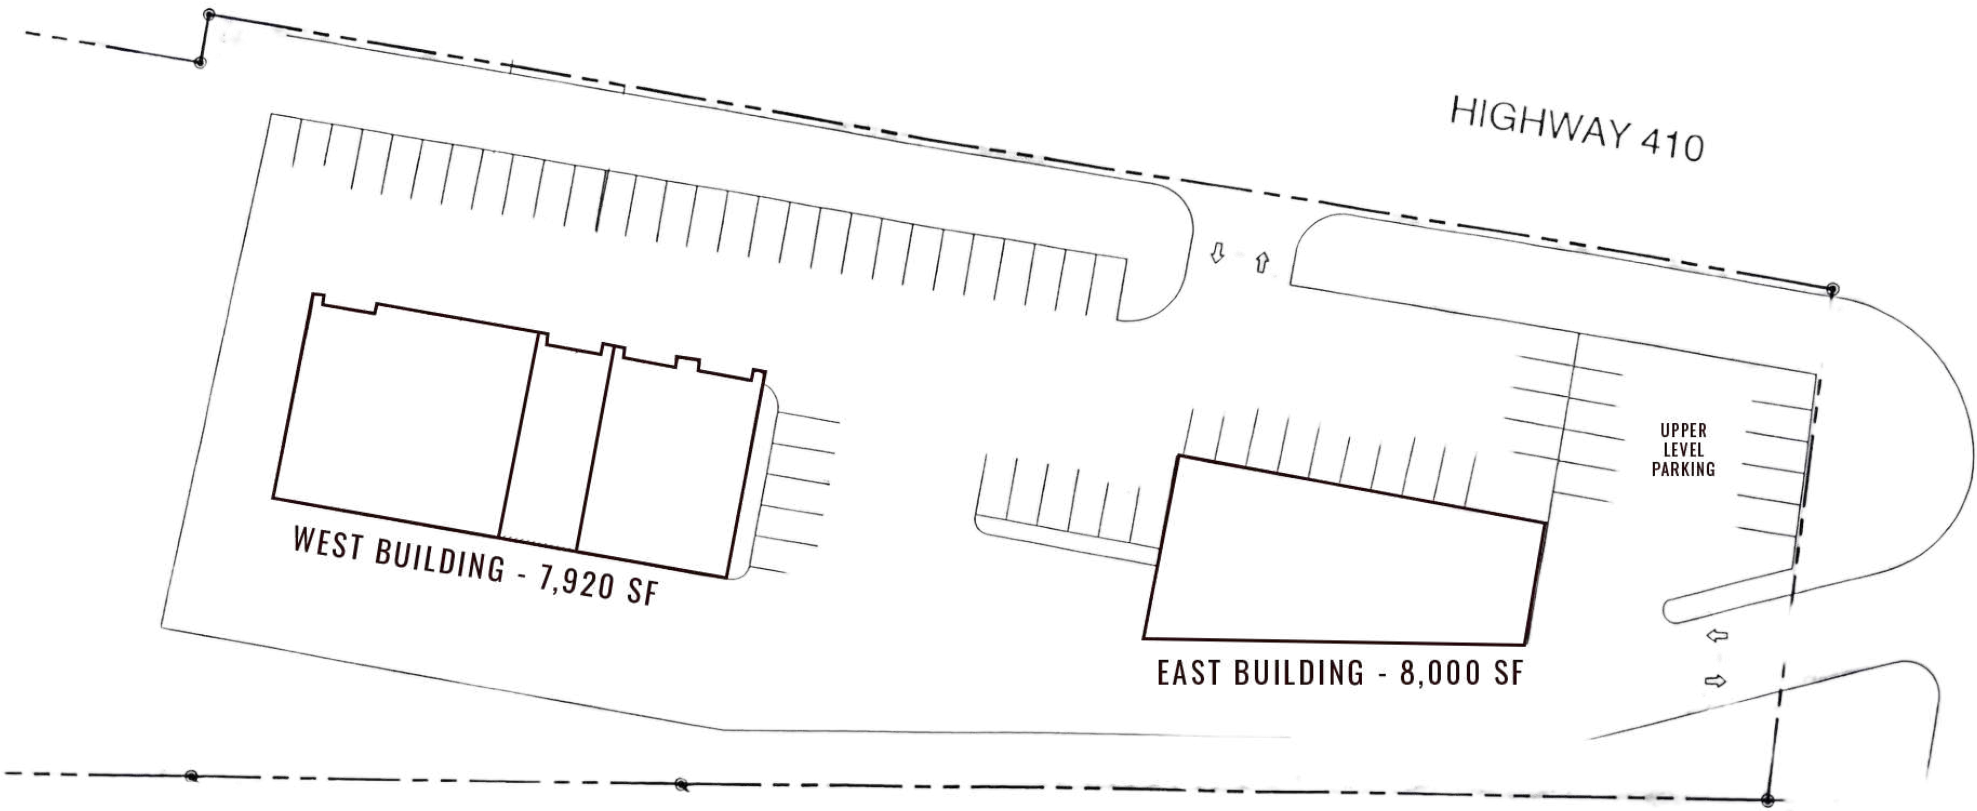 HIGHWAY 410
UPPER
LEVEL
PARKING
WEST BUILDING - 7,920 SF
EAST BUILDING - 8,000 SF